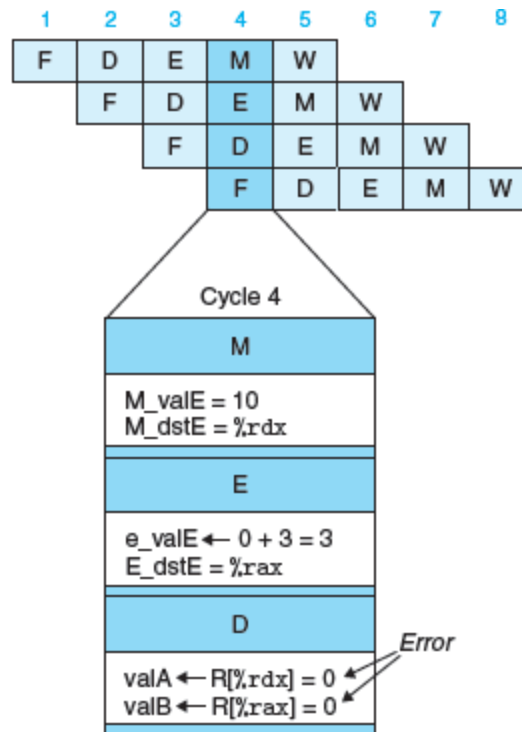 1 2 3 4 5 6 7 8
F D E M W
F D E M W
F D E M W
F D E M W
Cycle 4
M
M_valE = 10
M_dstE = %rdx
E
e_valE ← 0 + 3 = 3
E_dstE = %rax
D
Error
valA ← R[%rdx] = 0
valB ← R[%rax] = 0